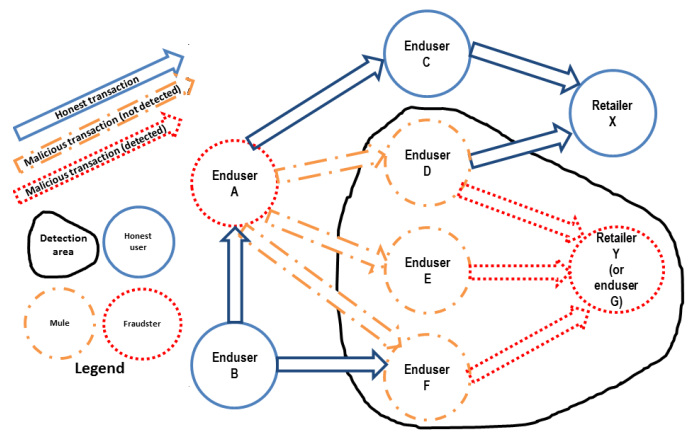 Honest transaction
Malicious transaction (not detected)
Malicious transaction (detected)
Detection
area
Honest
user
Mule
Fraudster
Legend
Enduser
A
Enduser
B
Enduser
C
Enduser
D
Enduser
E
Enduser
F
Retailer
X
Retailer
Y
(or
enduser
G)